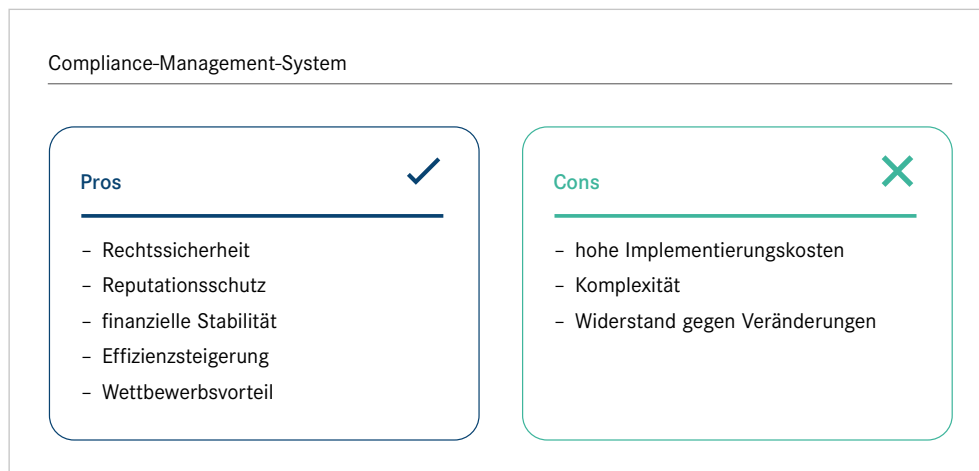 Compliance-Management-System
Pros
– Rechtssicherheit
– Reputationsschutz
– finanzielle Stabilität
– Effizienzsteigerung
– Wettbewerbsvorteil
Cons
– hohe Implementierungskosten
– Komplexität
– Widerstand gegen Veränderungen